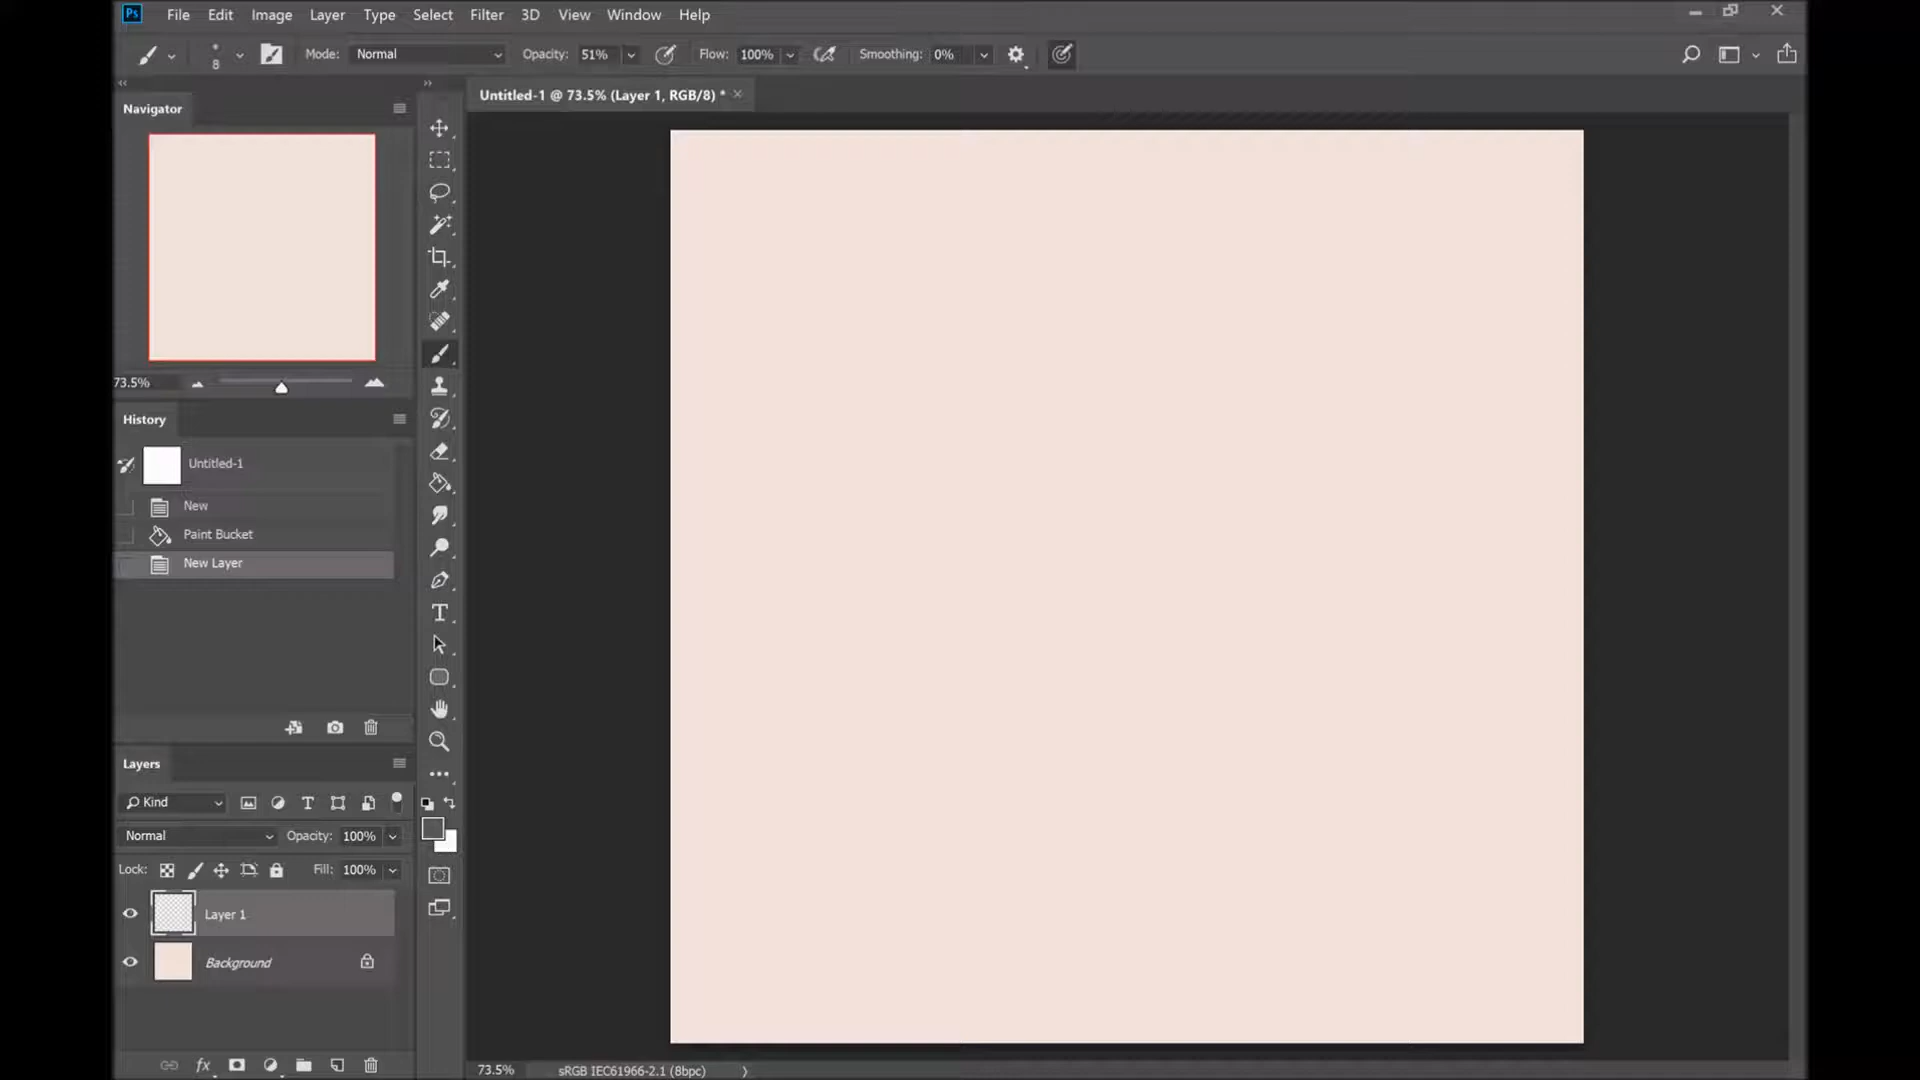 Ps File Edit Image Layer Type Select Filter 3D View Window Help
8 Mode: Normal Opacity: 51% Flow: 100% Smoothing: 0%
Untitled-1 @ 73.5% (Layer 1, RGB/8) *
Navigator
73.5%
History
Untitled-1
New
Paint Bucket
New Layer
Layers
Kind
Normal Opacity: 100%
Lock: Fill: 100%
Layer 1
Background
fx
73.5% sRGB IEC61966-2.1 (8bpc)